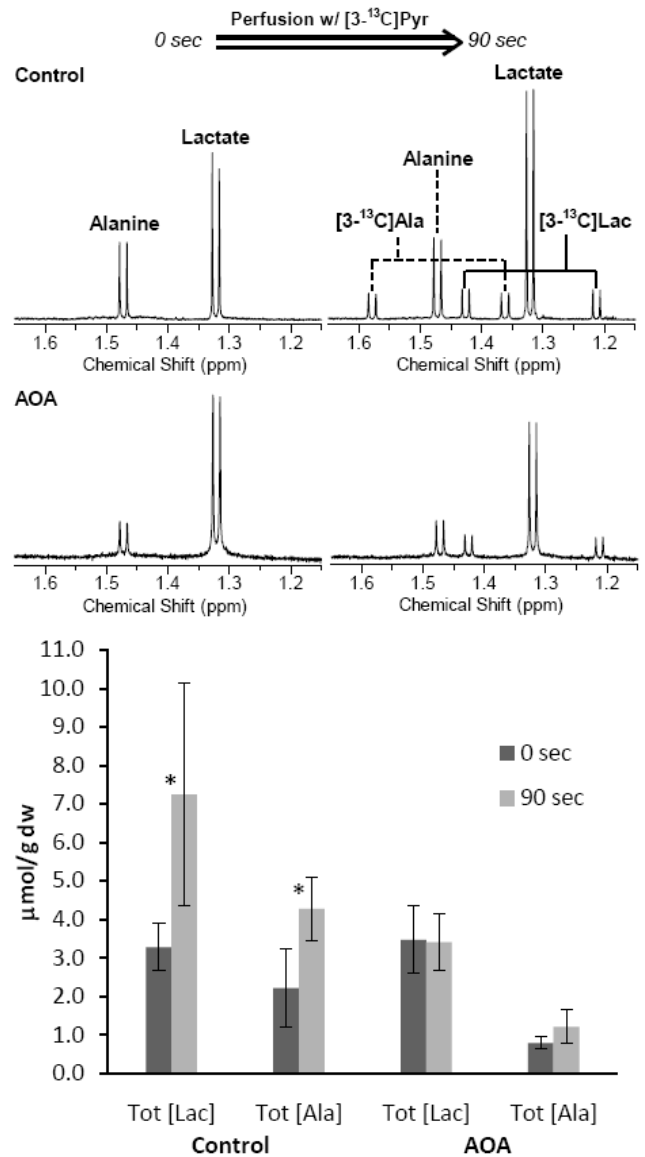 Perfusion w/ [3-¹³C]Pyr
0 sec 90 sec
Control
Lactate
Alanine
Lactate
Alanine
[3-¹³C]Ala
[3-¹³C]Lac
1.6 1.5 1.4 1.3 1.2
Chemical Shift (ppm)
1.6 1.5 1.4 1.3 1.2
Chemical Shift (ppm)
AOA
1.6 1.5 1.4 1.3 1.2
Chemical Shift (ppm)
1.6 1.5 1.4 1.3 1.2
Chemical Shift (ppm)
11.0
10.0
9.0
8.0
7.0
6.0
5.0
4.0
3.0
2.0
1.0
0.0
µmol/g dw
*
*
0 sec
90 sec
Tot [Lac] Tot [Ala] Tot [Lac] Tot [Ala]
Control AOA